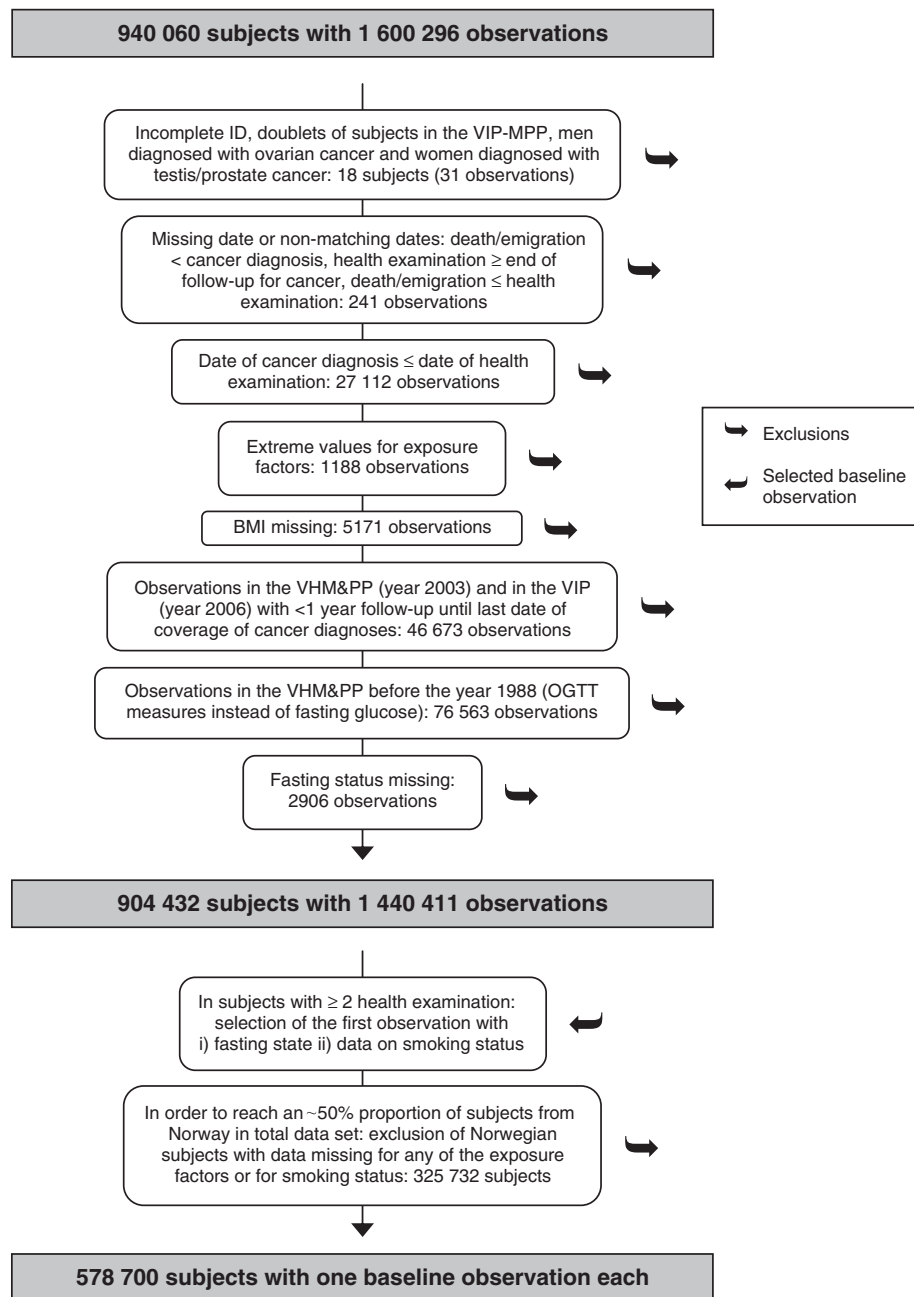 940 060 subjects with 1 600 296 observations
Incomplete ID, doublets of subjects in the VIP-MPP, men
diagnosed with ovarian cancer and women diagnosed with
testis/prostate cancer: 18 subjects (31 observations)
Missing date or non-matching dates: death/emigration
< cancer diagnosis, health examination ≥ end of
follow-up for cancer, death/emigration ≤ health
examination: 241 observations
Date of cancer diagnosis ≤ date of health
examination: 27 112 observations
Extreme values for exposure
factors: 1188 observations
BMI missing: 5171 observations
Observations in the VHM&PP (year 2003) and in the VIP
(year 2006) with <1 year follow-up until last date of
coverage of cancer diagnoses: 46 673 observations
Observations in the VHM&PP before the year 1988 (OGTT
measures instead of fasting glucose): 76 563 observations
Fasting status missing:
2906 observations
Exclusions
Selected baseline
observation
904 432 subjects with 1 440 411 observations
In subjects with ≥ 2 health examination:
selection of the first observation with
i) fasting state ii) data on smoking status
In order to reach an ~50% proportion of subjects from
Norway in total data set: exclusion of Norwegian
subjects with data missing for any of the exposure
factors or for smoking status: 325 732 subjects
578 700 subjects with one baseline observation each